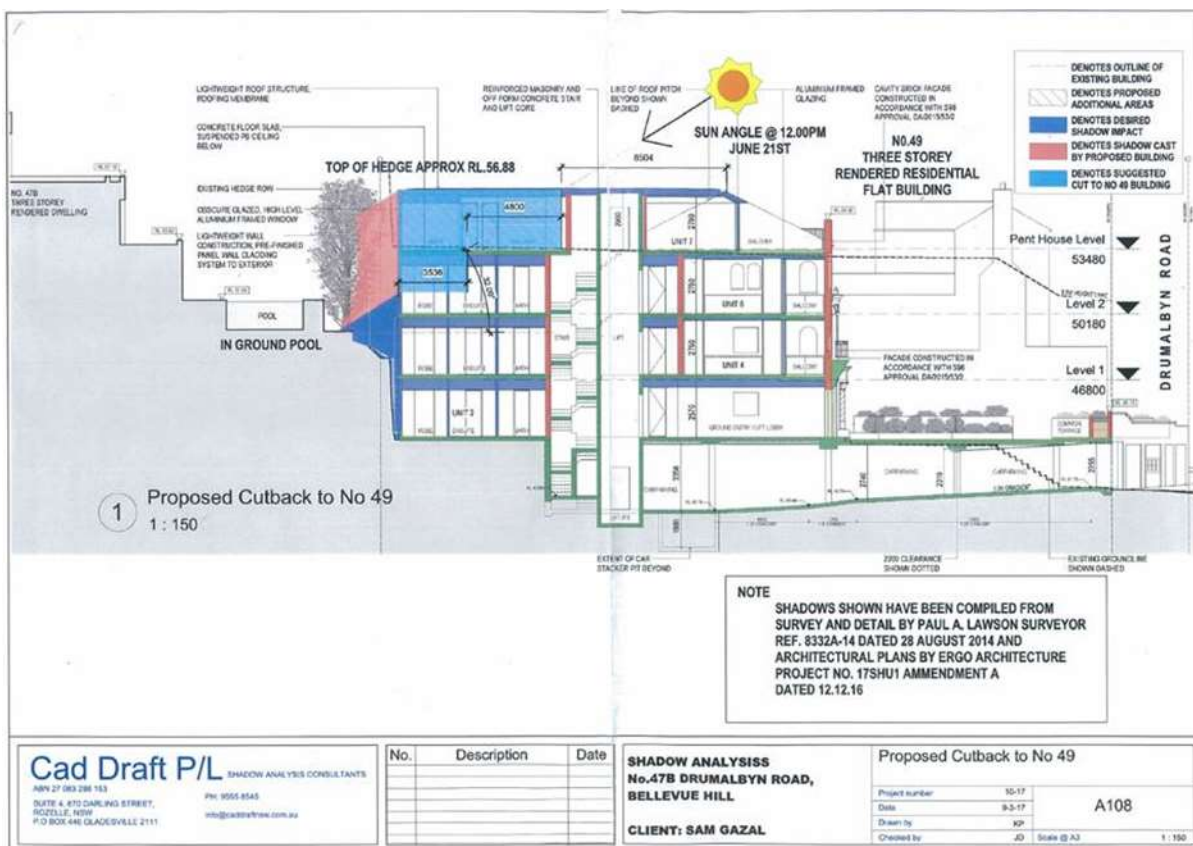 DENOTES OUTLINE OF
EXISTING BUILDING
DENOTES PROPOSED
ADDITIONAL AREAS
DENOTES DESIRED
SHADOW IMPACT
DENOTES SHADOW CAST
BY PROPOSED BUILDING
DENOTES SUGGESTED
CUT TO NO 49 BUILDING
LIGHTWEIGHT ROOF STRUCTURE,
ROOFING MEMBRANE
CONCRETE FLOOR SLAB,
SUSPENDED PB CEILING
BELOW
REINFORCED MASONRY AND
OFF FORM CONCRETE STAIR
AND LIFT CORE
LINE OF ROOF PITCH
BEYOND SHOWN
DASHED
ALUMINIUM FRAMED
GLAZING
CAVITY BRICK FACADE
CONSTRUCTED IN
ACCORDANCE WITH S96
SUN ANGLE @ 12.00PM
JUNE 21ST
N0.49
THREE STOREY
RENDERED RESIDENTIAL
FLAT BUILDING
TOP OF HEDGE APPROX RL.56.88
8504
NO. 47B
THREE STOREY
RENDERED DWELLING
EXISTING HEDGE ROW
OBSCURE GLAZED, HIGH LEVEL
ALUMINIUM FRAMED WINDOW
LIGHTWEIGHT WALL
CONSTRUCTION, PRE-FINISHED
PANEL WALL CLADDING
SYSTEM TO EXTERIOR
4800
3536
UNIT 7
BALCONY
2760
Pent House Level
53480
UNIT 6
BALCONY
2760
Level 2
50180
POOL
IN GROUND POOL
STAIR
LIFT
UNIT 4
BALCONY
2760
FACADE CONSTRUCTED IN
ACCORDANCE WITH S96
Level 1
46800
DRUMALBYN ROAD
UNIT 3
2570
GROUND ENTRY / LIFT LOBBY
CARPARKING
CARPARKING
CARPARKING
1 Proposed Cutback to No 49
1 : 150
EXTENT OF CAR
STACKER PIT BEYOND
2200 CLEARANCE
SHOWN DOTTED
EXISTING GROUNDLINE
SHOWN DASHED
NOTE
SHADOWS SHOWN HAVE BEEN COMPILED FROM
SURVEY AND DETAIL BY PAUL A. LAWSON SURVEYOR
REF. 8332A-14 DATED 28 AUGUST 2014 AND
ARCHITECTURAL PLANS BY ERGO ARCHITECTURE
PROJECT NO. 17SHU1 AMMENDMENT A
DATED 12.12.16
Cad Draft P/L SHADOW ANALYSIS CONSULTANTS
SUITE 4, 670 DARLING STREET,
ROZELLE, NSW
P.O BOX 446 GLADESVILLE 2111
PH: 9555 8545
info@caddraftnsw.com.au
No. Description Date
SHADOW ANALYSISS
No.47B DRUMALBYN ROAD,
BELLEVUE HILL
CLIENT: SAM GAZAL
Proposed Cutback to No 49
Project number 10-17
Date 9-3-17
Drawn by KP
Checked by JO
A108
Scale @ A3 1 : 150